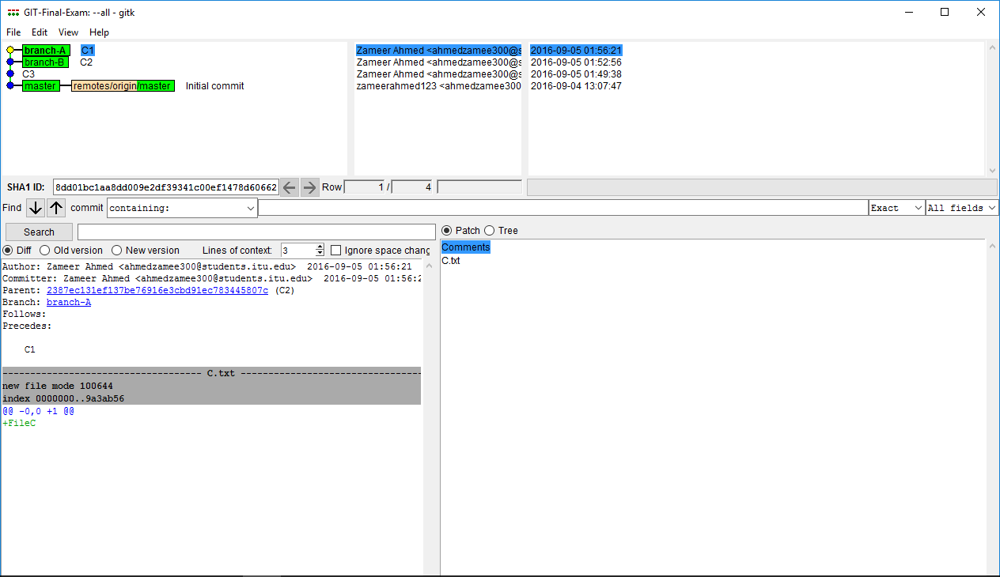 GIT-Final-Exam: --all - gitk
File Edit View Help
branch-A C1 Zameer Ahmed <ahmedzamee300@s 2016-09-05 01:56:21
branch-B C2 Zameer Ahmed <ahmedzamee300@s 2016-09-05 01:52:56
C3 Zameer Ahmed <ahmedzamee300@s 2016-09-05 01:49:38
master remotes/origin/master Initial commit zameerahmed123 <ahmedzamee300 2016-09-04 13:07:47
SHA1 ID: 8dd01bc1aa8dd009e2df39341c00ef1478d60662 Row 1 / 4
Find commit containing: Exact All fields
Search Patch Tree
Diff Old version New version Lines of context: 3 Ignore space chang
Comments
C.txt
Author: Zameer Ahmed <ahmedzamee300@students.itu.edu> 2016-09-05 01:56:21
Committer: Zameer Ahmed <ahmedzamee300@students.itu.edu> 2016-09-05 01:56:2
Parent: 2387ec131ef137be76916e3cbd91ec783445807c (C2)
Branch: branch-A
Follows:
Precedes:
C1
------------------------------------ C.txt ---------------------------------
new file mode 100644
index 0000000..9a3ab56
@@ -0,0 +1 @@
+FileC